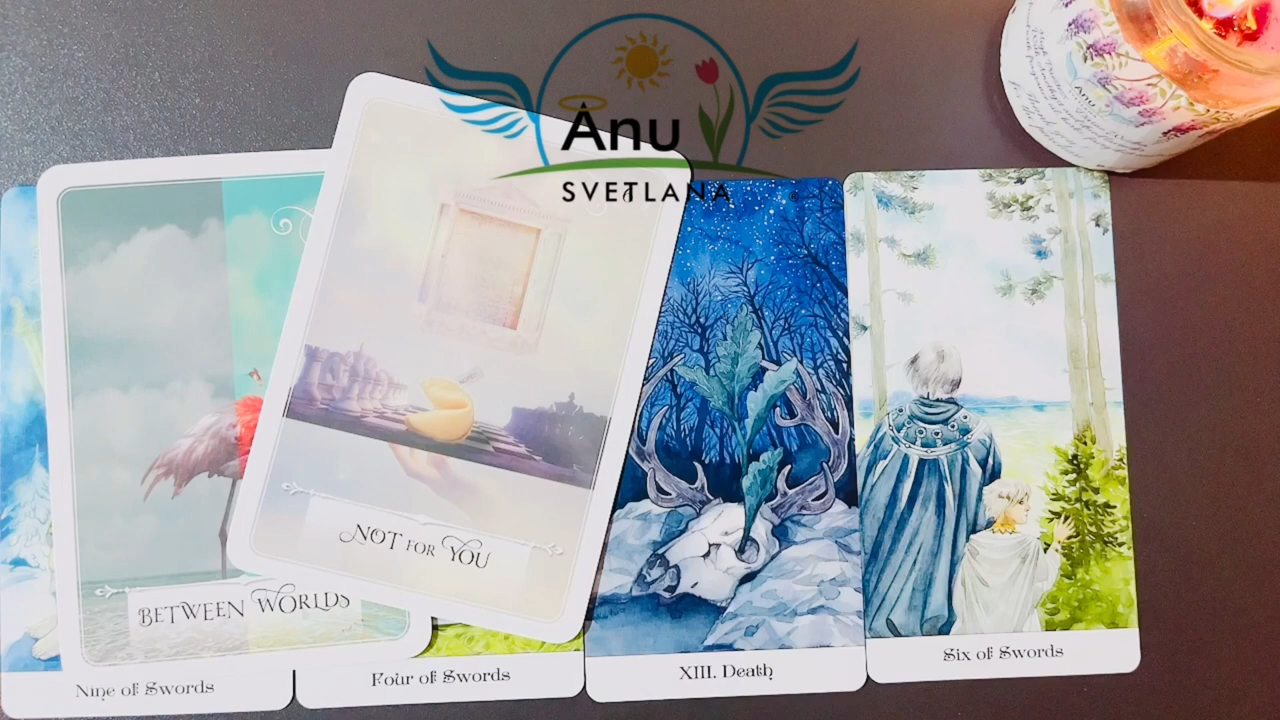 Anu
SVETLANA
NOT FOR YOU
BETWEEN WORLDS
Nine of Swords
Four of Swords
XIII. Death
Six of Swords